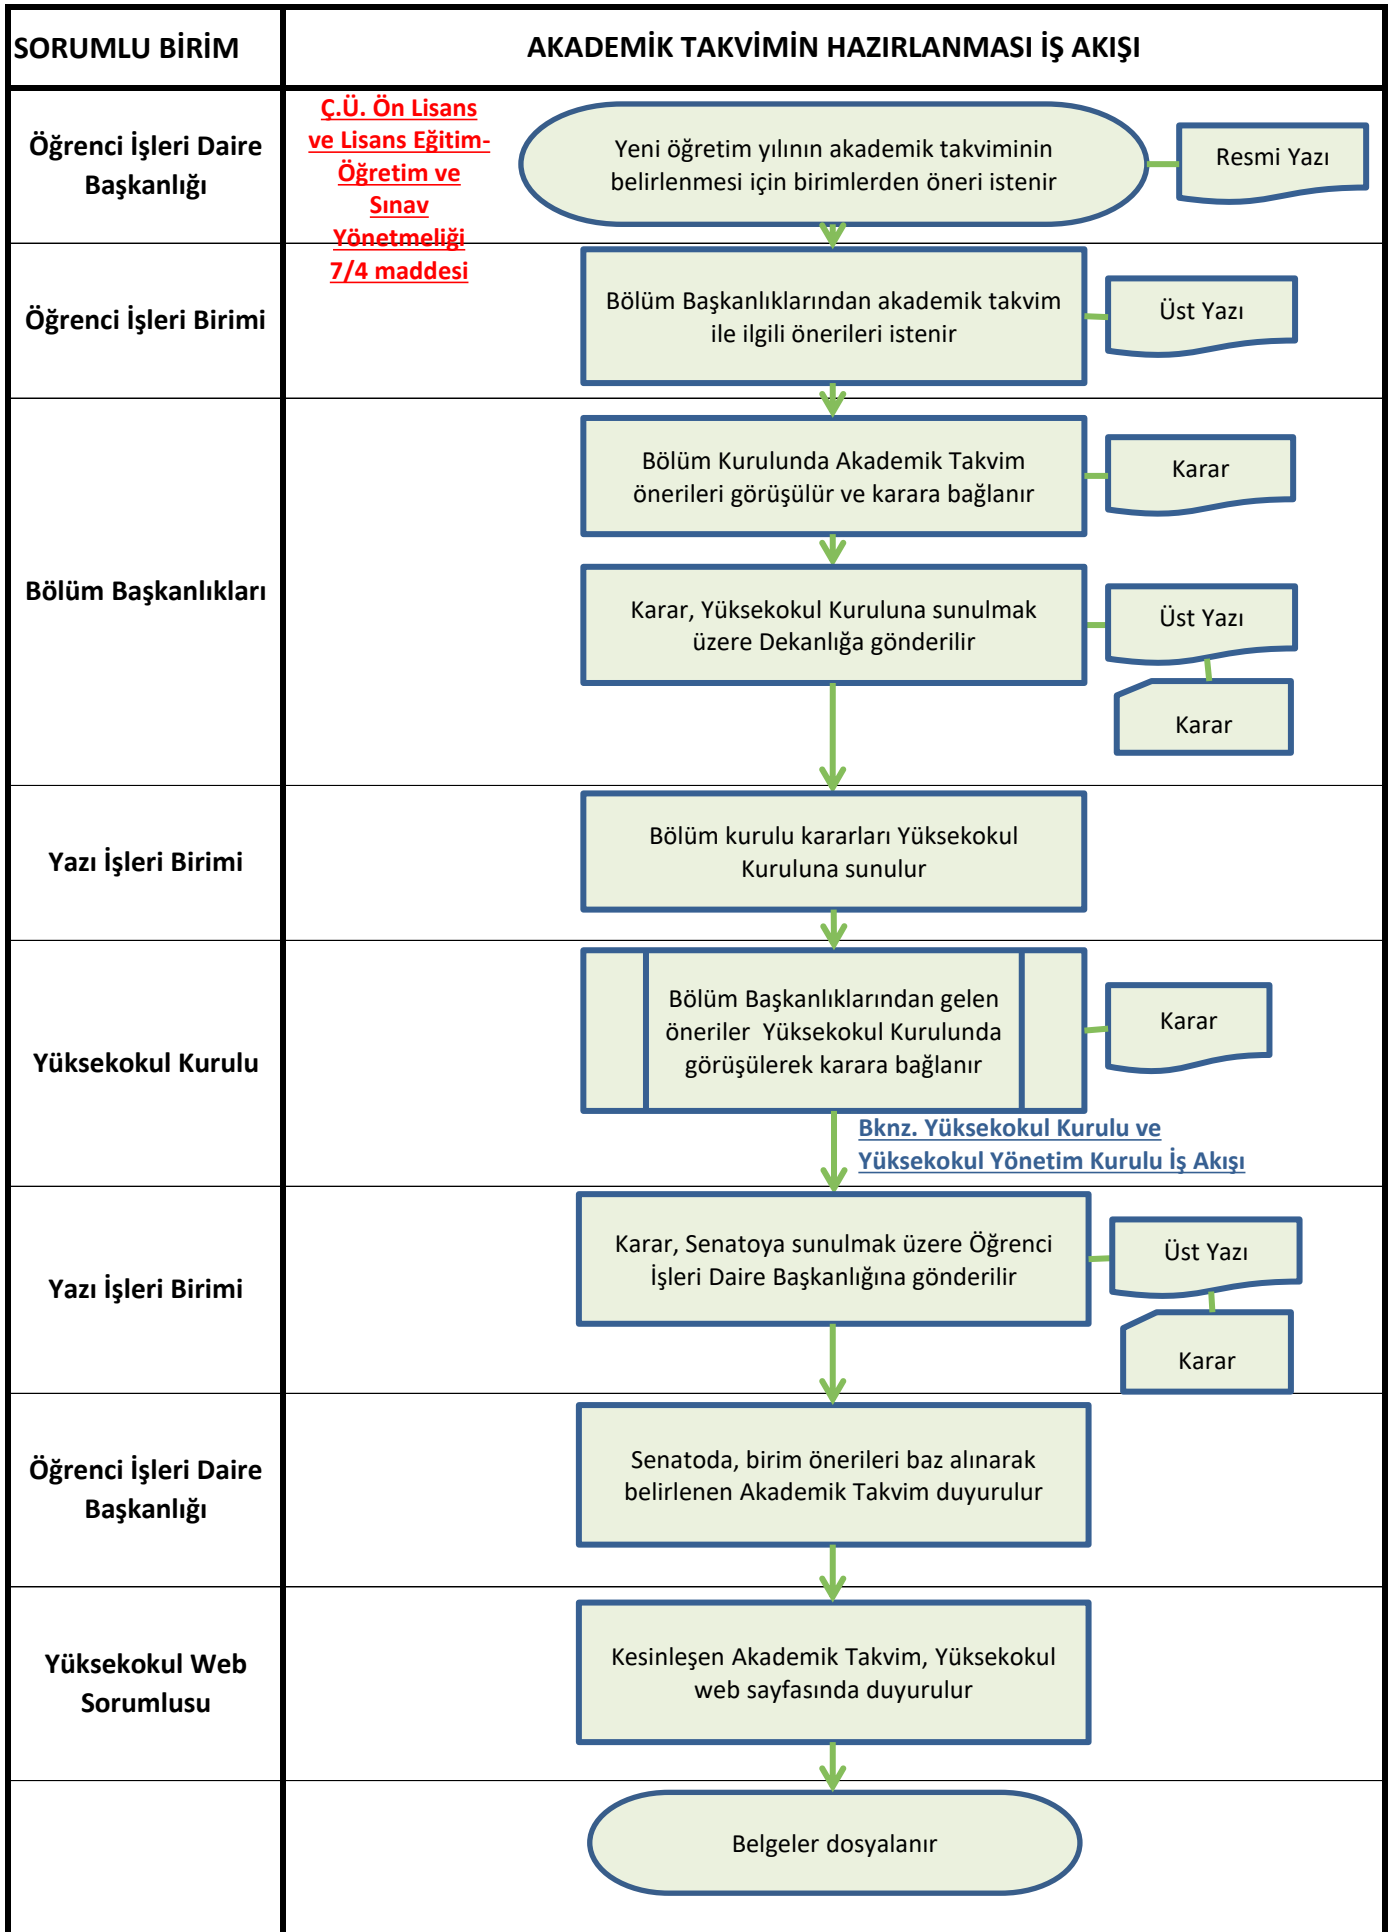 SORUMLU BİRİM
AKADEMİK TAKVİMİN HAZIRLANMASI İŞ AKIŞI
Öğrenci İşleri Daire
Başkanlığı
Ç.Ü. Ön Lisans
ve Lisans Eğitim-
Öğretim ve
Sınav
Yönetmeliği
7/4 maddesi
Yeni öğretim yılının akademik takviminin
belirlenmesi için birimlerden öneri istenir
Resmi Yazı
Öğrenci İşleri Birimi
Bölüm Başkanlıklarından akademik takvim
ile ilgili önerileri istenir
Üst Yazı
Bölüm Başkanlıkları
Bölüm Kurulunda Akademik Takvim
önerileri görüşülür ve karara bağlanır
Karar
Karar, Yüksekokul Kuruluna sunulmak
üzere Dekanlığa gönderilir
Üst Yazı
Karar
Yazı İşleri Birimi
Bölüm kurulu kararları Yüksekokul
Kuruluna sunulur
Yüksekokul Kurulu
Bölüm Başkanlıklarından gelen
öneriler  Yüksekokul Kurulunda
görüşülerek karara bağlanır
Karar
Bknz. Yüksekokul Kurulu ve
Yüksekokul Yönetim Kurulu İş Akışı
Yazı İşleri Birimi
Karar, Senatoya sunulmak üzere Öğrenci
İşleri Daire Başkanlığına gönderilir
Üst Yazı
Karar
Öğrenci İşleri Daire
Başkanlığı
Senatoda, birim önerileri baz alınarak
belirlenen Akademik Takvim duyurulur
Yüksekokul Web
Sorumlusu
Kesinleşen Akademik Takvim, Yüksekokul
web sayfasında duyurulur
Belgeler dosyalanır